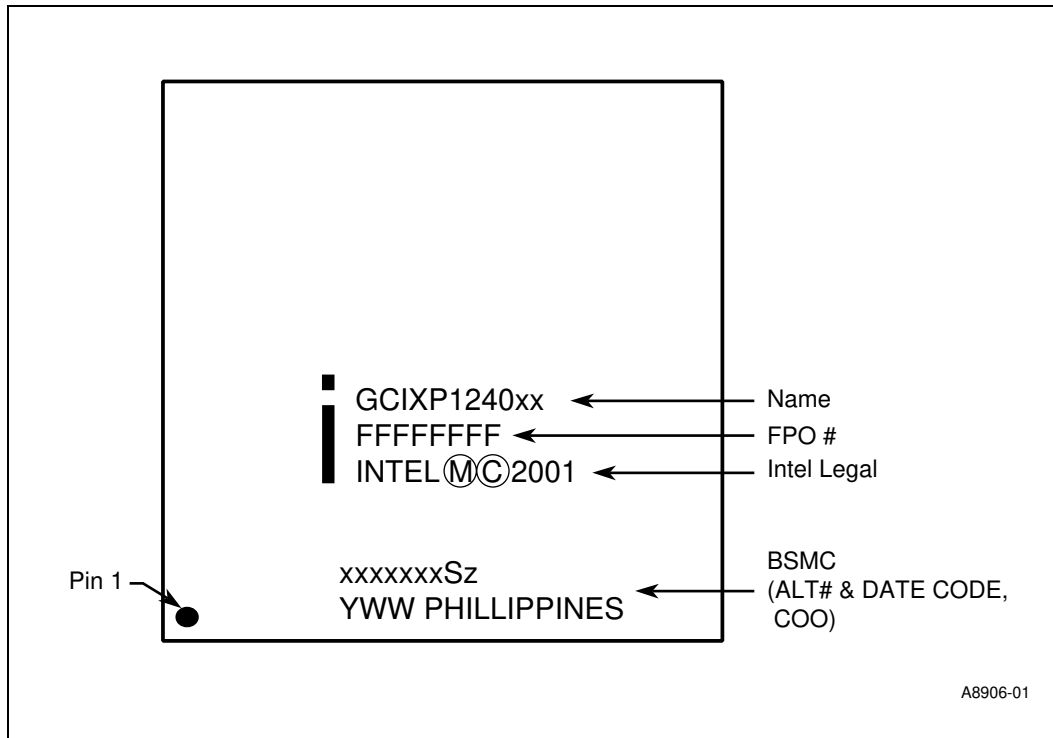 i
GCIXP1240xx
Name
FFFFFFFF
FPO #
INTEL Ⓜ©2001
Intel Legal
xxxxxxxSz
YWW PHILLIPPINES
BSMC
(ALT# & DATE CODE,
COO)
Pin 1
A8906-01